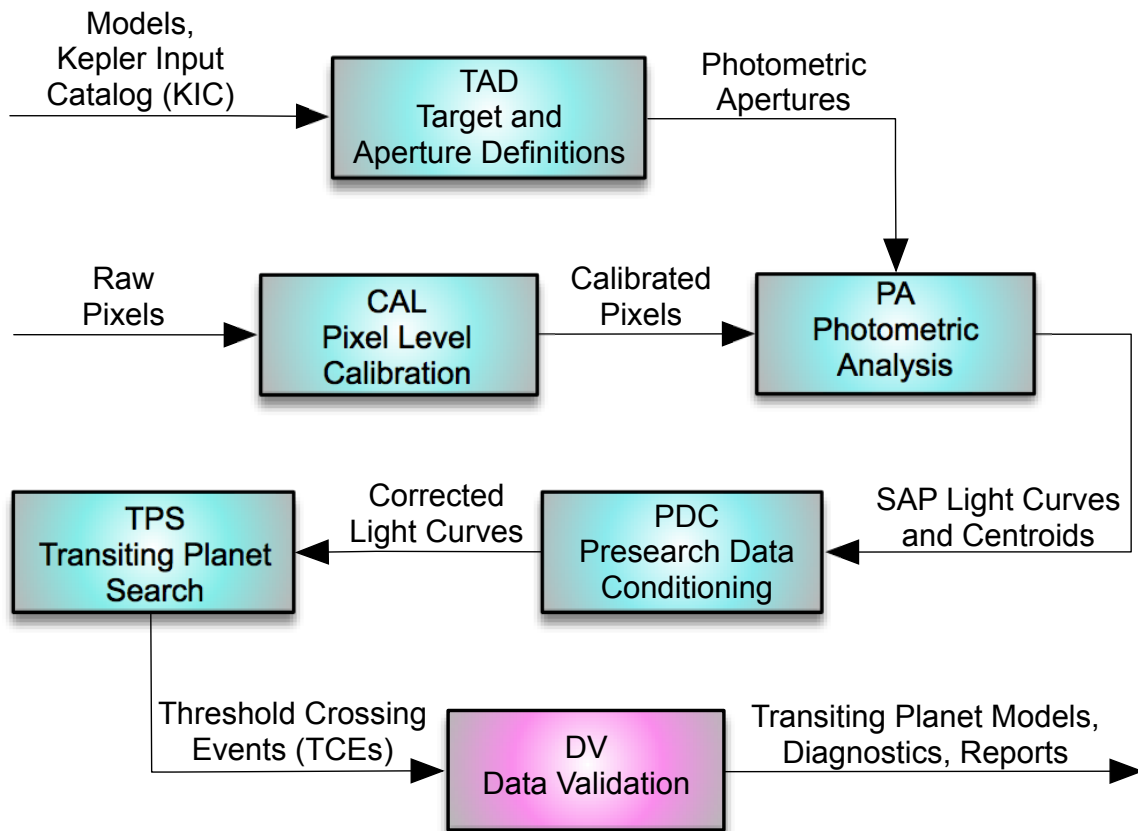 Models,
Kepler Input
Catalog (KIC)
TAD
Target and
Aperture Definitions
Photometric
Apertures
Raw
Pixels
CAL
Pixel Level
Calibration
Calibrated
Pixels
PA
Photometric
Analysis
SAP Light Curves
and Centroids
PDC
Presearch Data
Conditioning
Corrected
Light Curves
TPS
Transiting Planet
Search
Threshold Crossing
Events (TCEs)
DV
Data Validation
Transiting Planet Models,
Diagnostics, Reports